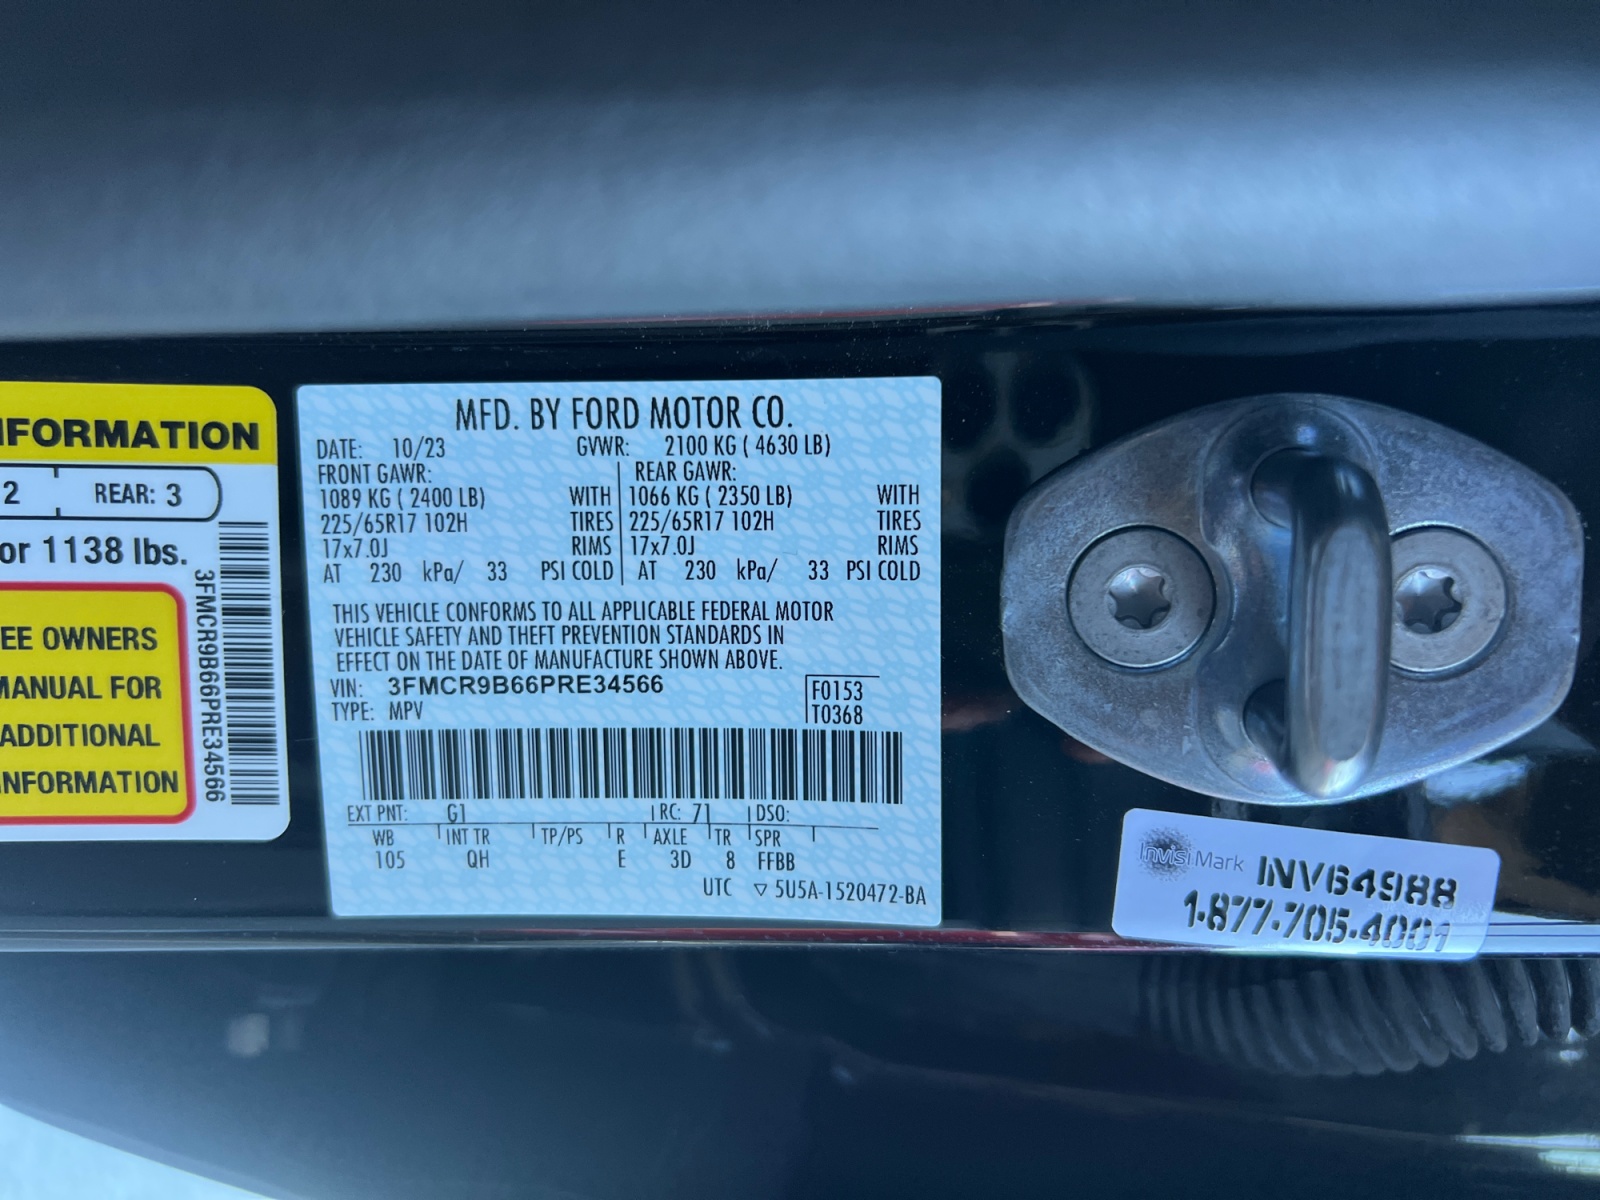 NFORMATION
2 REAR: 3
or 1138 lbs.
EE OWNERS
MANUAL FOR
ADDITIONAL
INFORMATION
3FMCR9B66PRE34566
MFD. BY FORD MOTOR CO.
DATE: 10/23 GVWR: 2100 KG ( 4630 LB)
FRONT GAWR: REAR GAWR:
1089 KG ( 2400 LB) WITH 1066 KG ( 2350 LB) WITH
225/65R17 102H TIRES 225/65R17 102H TIRES
17x7.0J RIMS 17x7.0J RIMS
AT 230 kPa/ 33 PSI COLD AT 230 kPa/ 33 PSI COLD
THIS VEHICLE CONFORMS TO ALL APPLICABLE FEDERAL MOTOR
VEHICLE SAFETY AND THEFT PREVENTION STANDARDS IN
EFFECT ON THE DATE OF MANUFACTURE SHOWN ABOVE.
VIN: 3FMCR9B66PRE34566 F0153
TYPE: MPV T0368
EXT PNT: G1 RC: 71 DSO:
WB INT TR TP/PS R AXLE TR SPR
105 QH E 3D 8 FFBB
UTC ▽ 5U5A-1520472-BA
InvisiMark INV64988
1-877-705-4001